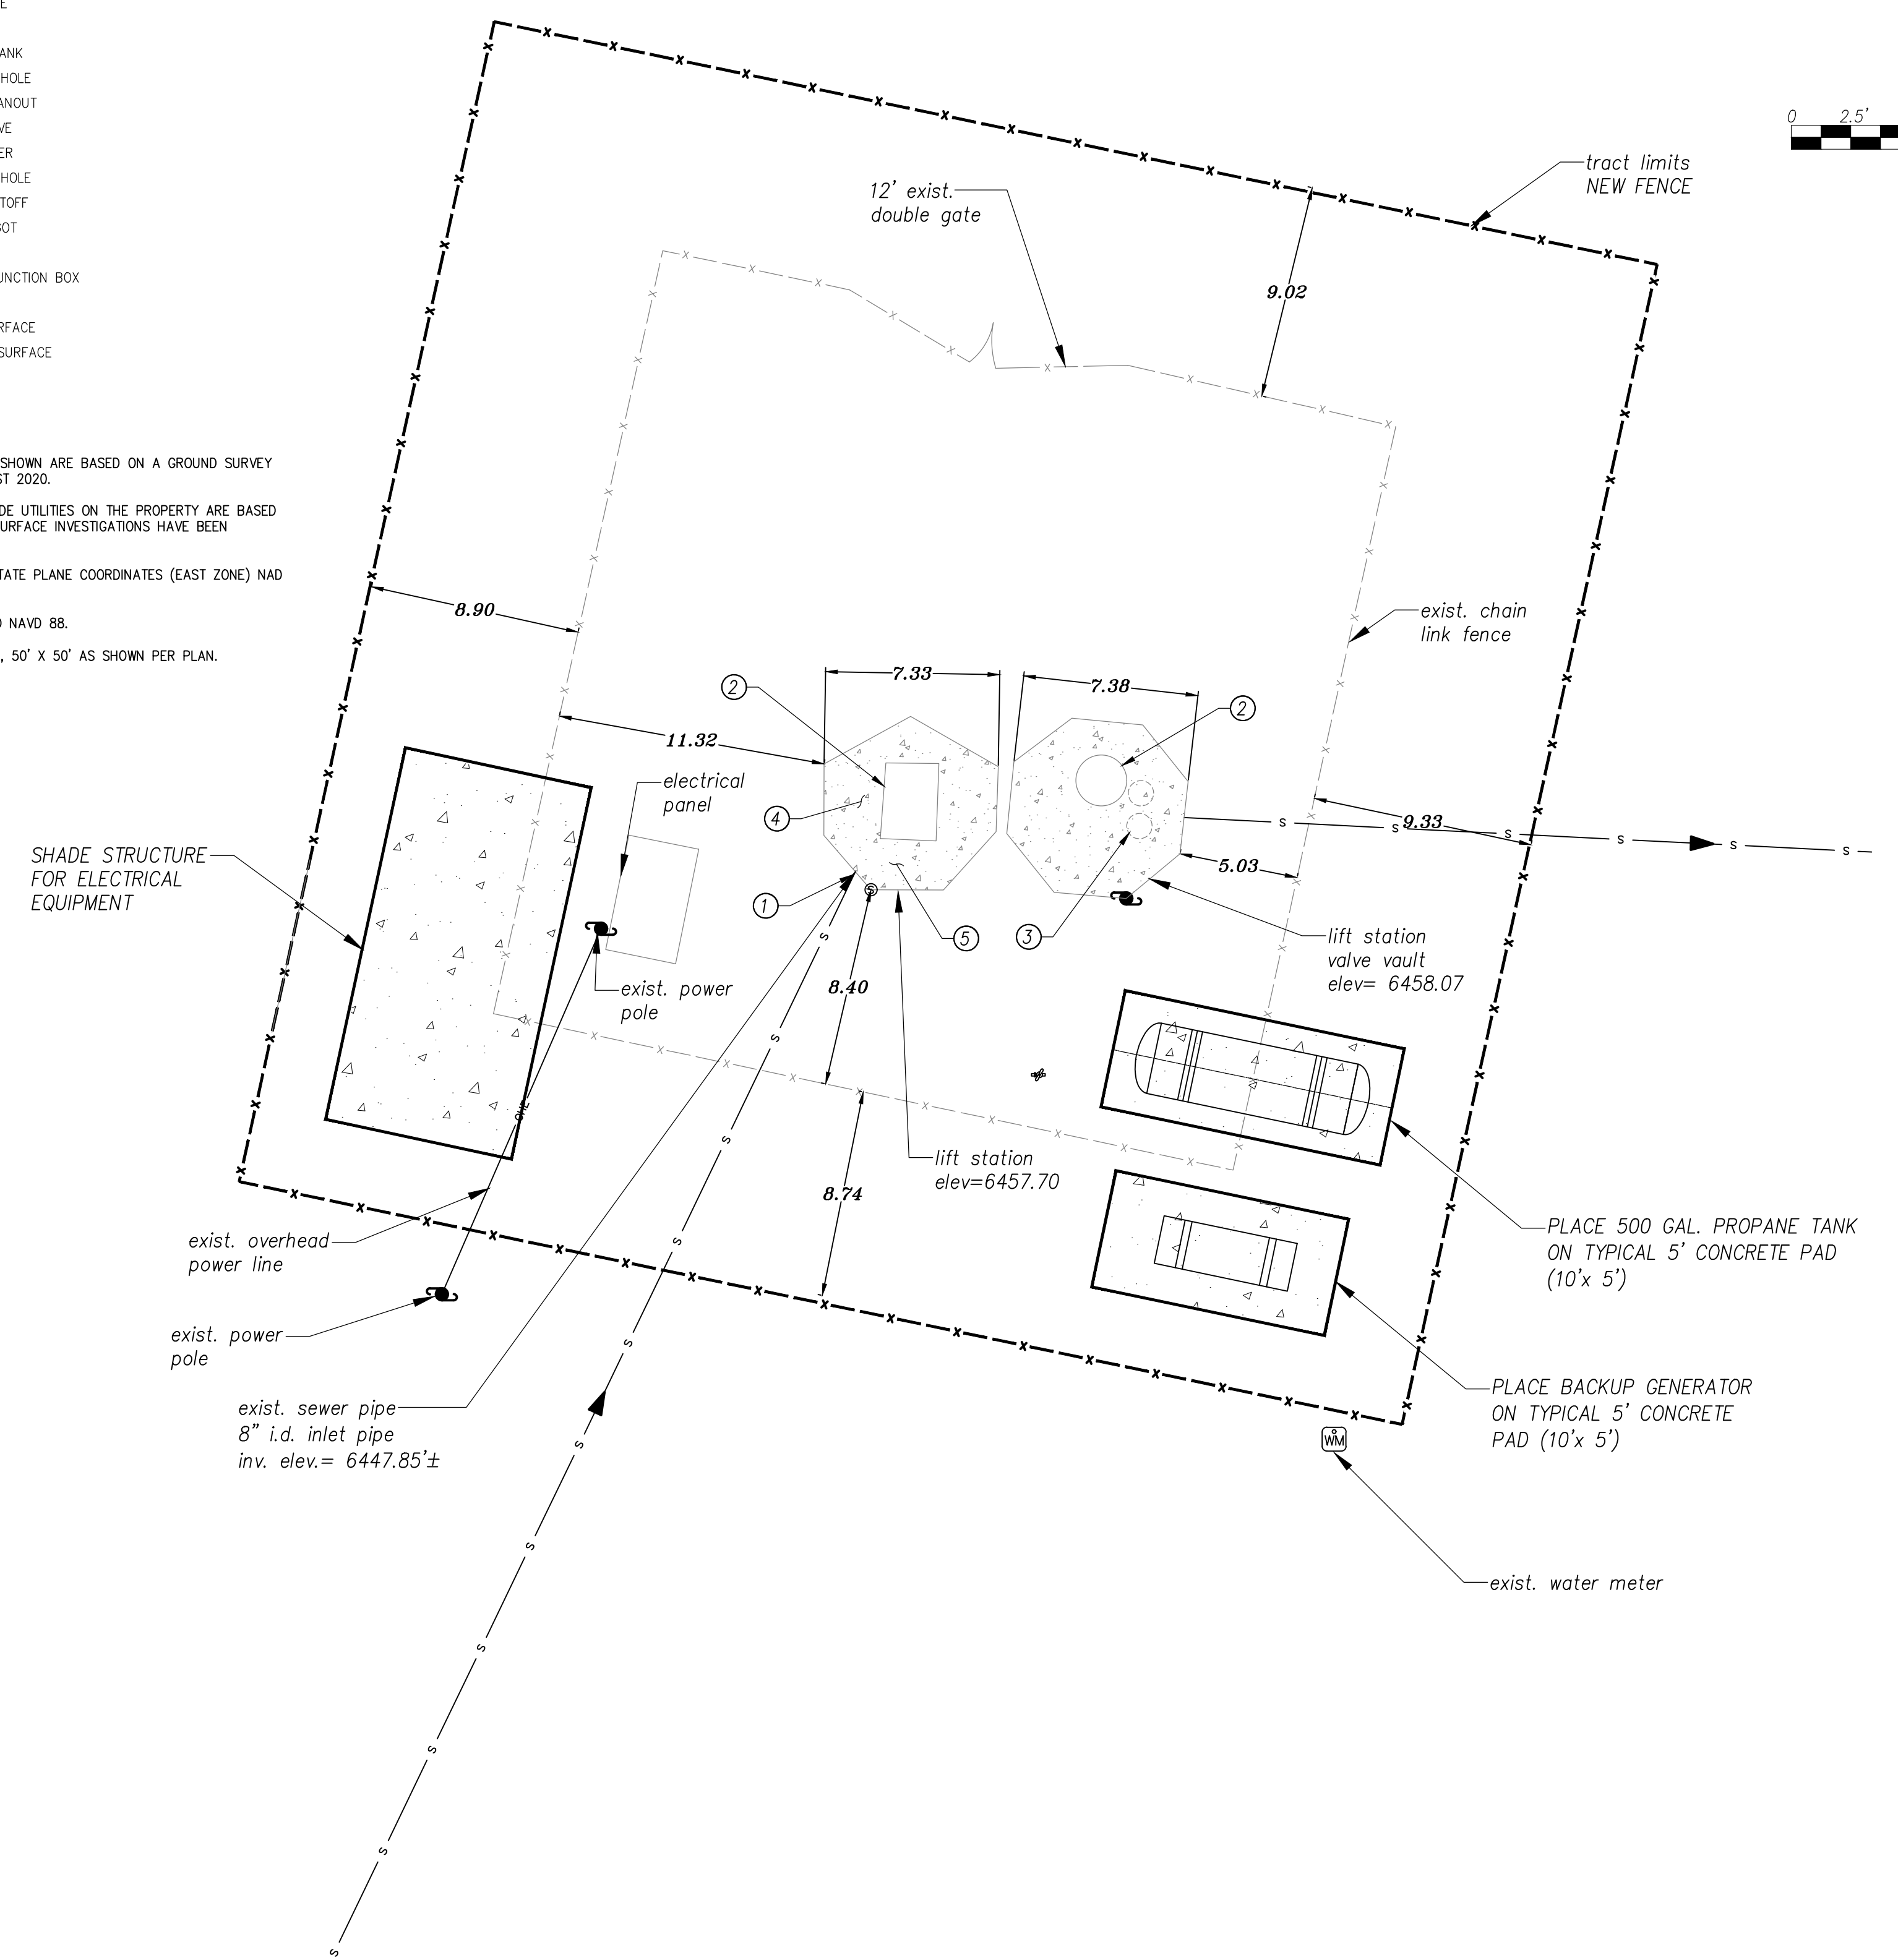 E
ANK
HOLE
ANOUT
VE
ER
HOLE
TOFF
OT
UNCTION BOX
RFACE
SURFACE
SHOWN ARE BASED ON A GROUND SURVEY
ST 2020.
DE UTILITIES ON THE PROPERTY ARE BASED
URFACE INVESTIGATIONS HAVE BEEN
TATE PLANE COORDINATES (EAST ZONE) NAD
NAVD 88.
, 50' X 50' AS SHOWN PER PLAN.
0 2.5'
tract limits
NEW FENCE
12' exist.
double gate
9.02
8.90
exist. chain
link fence
7.33
7.38
2
2
11.32
electrical
panel
4
9.33
SHADE STRUCTURE
FOR ELECTRICAL
EQUIPMENT
5.03
1
S
5
3
lift station
valve vault
elev= 6458.07
exist. power
pole
8.40
OHE
lift station
elev=6457.70
8.74
exist. overhead
power line
PLACE 500 GAL. PROPANE TANK
ON TYPICAL 5' CONCRETE PAD
(10'x 5')
exist. power
pole
PLACE BACKUP GENERATOR
ON TYPICAL 5' CONCRETE
PAD (10'x 5')
exist. sewer pipe
8" i.d. inlet pipe
inv. elev.= 6447.85'±
WM
exist. water meter